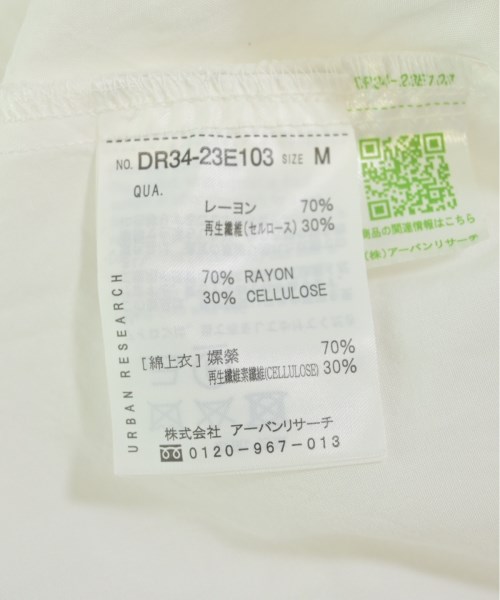 NO. DR34-23E103 SIZE M
QUA.
レーヨン 70%
再生繊維(セルロース) 30%
70% RAYON
30% CELLULOSE
[綿上衣] 嫘縈 70%
再生繊維素繊維(CELLULOSE) 30%
株式会社 アーバンリサーチ
0120-967-013
URBAN RESEARCH
DR34-23E103
商品の関連情報はこちら
(株)アーバンリサーチ